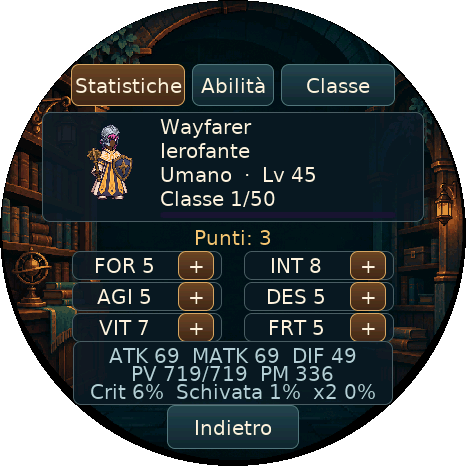 Statistiche Abilità Classe
Wayfarer
Ierofante
Umano · Lv 45
Classe 1/50
Punti: 3
FOR 5 + INT 8 +
AGI 5 + DES 5 +
VIT 7 + FRT 5 +
ATK 69 MATK 69 DIF 49
PV 719/719 PM 336
Crit 6% Schivata 1% x2 0%
Indietro